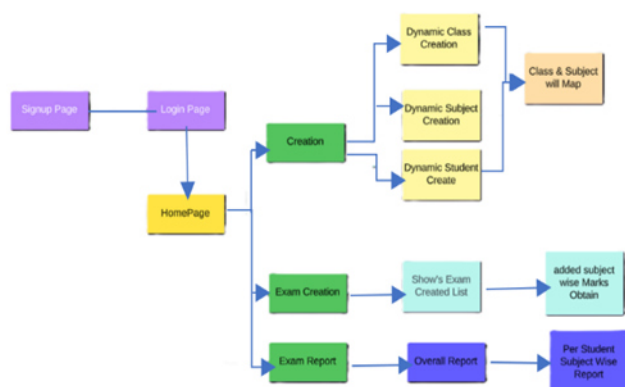 Dynamic Class
Creation
Class & Subject
will Map
Signup Page
Login Page
Dynamic Subject
Creation
Creation
Dynamic Student
Create
HomePage
Exam Creation
Show's Exam
Created List
added subject
wise Marks
Obtain
Exam Report
Overall Report
Per Student
Subject Wise
Report